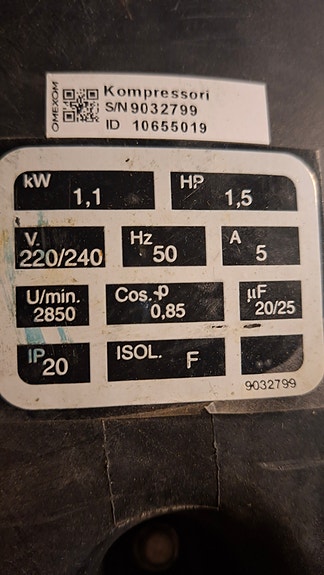 OMEXOM
Kompressori
S/N 9032799
ID 10655019
kW 1,1
HP 1,5
V. 220/240
Hz 50
A 5
U/min. 2850
Cos.φ 0,85
µF 20/25
IP 20
ISOL. F
9032799